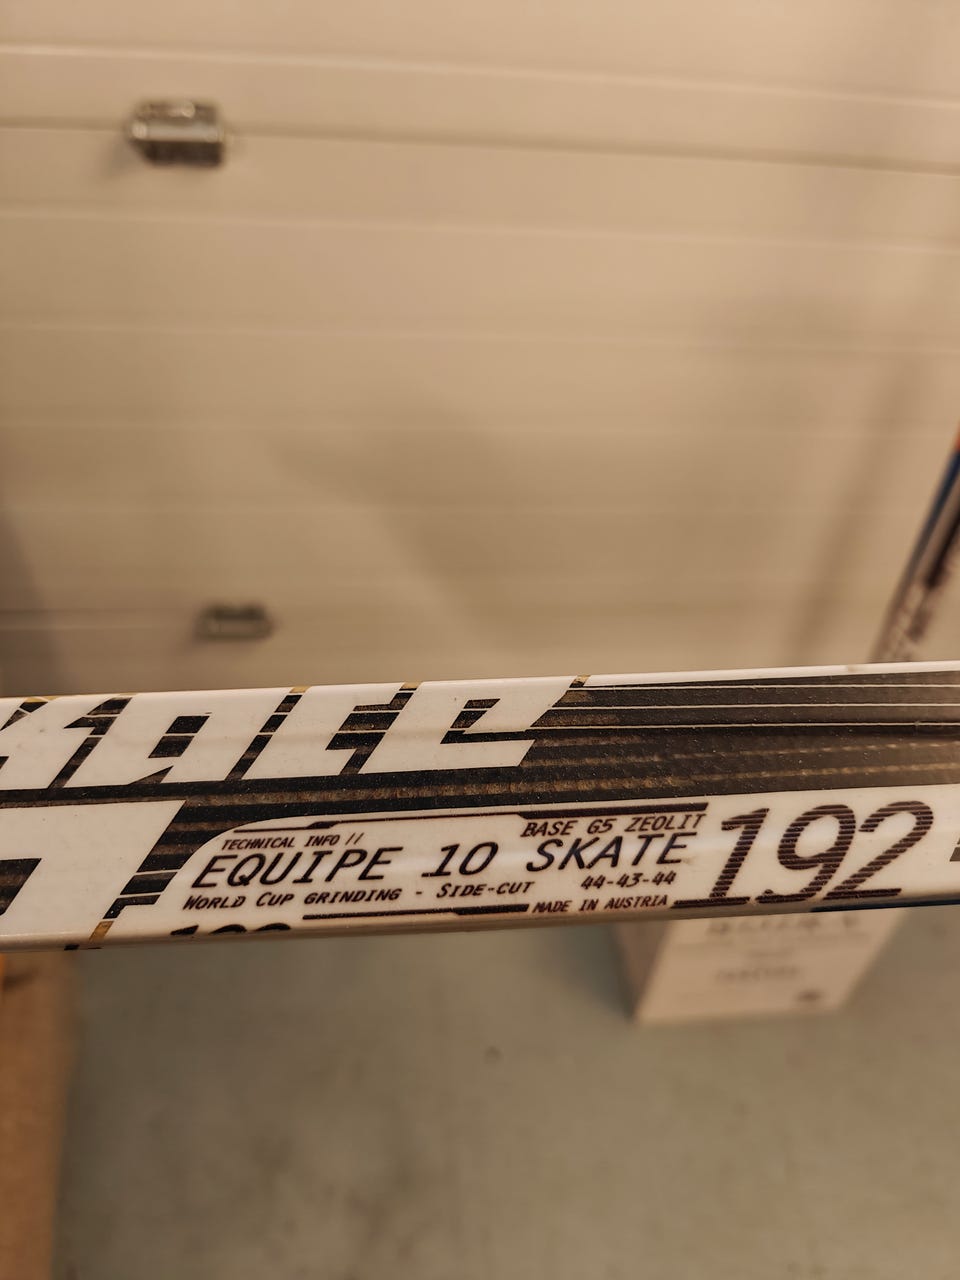 skate
TECHNICAL INFO //
BASE G5 ZEOLIT
EQUIPE 10 SKATE
192
WORLD CUP GRINDING - SIDE-CUT 44-43-44
MADE IN AUSTRIA